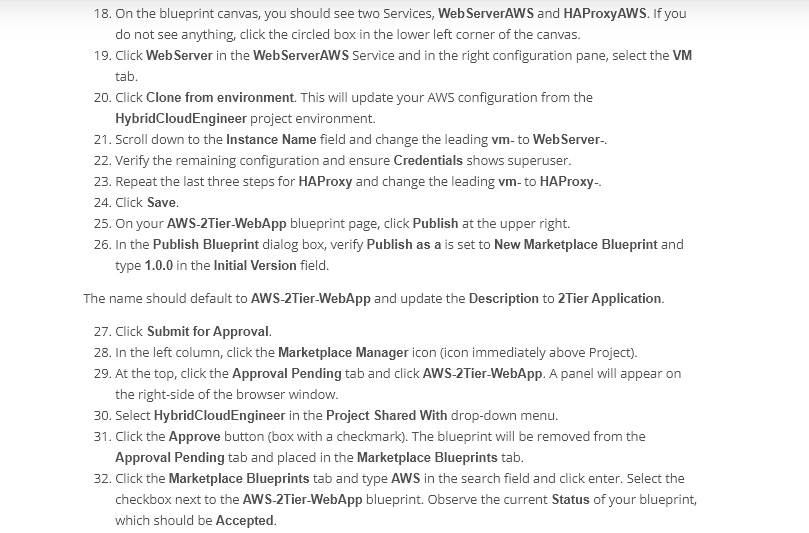 18. On the blueprint canvas, you should see two Services, WebServerAWS and HAProxyAWS. If you
do not see anything, click the circled box in the lower left corner of the canvas.
19. Click WebServer in the WebServerAWS Service and in the right configuration pane, select the VM
tab.
20. Click Clone from environment. This will update your AWS configuration from the
HybridCloudEngineer project environment.
21. Scroll down to the Instance Name field and change the leading vm- to WebServer-.
22. Verify the remaining configuration and ensure Credentials shows superuser.
23. Repeat the last three steps for HAProxy and change the leading vm- to HAProxy-.
24. Click Save.
25. On your AWS-2Tier-WebApp blueprint page, click Publish at the upper right.
26. In the Publish Blueprint dialog box, verify Publish as a is set to New Marketplace Blueprint and
type 1.0.0 in the Initial Version field.
The name should default to AWS-2Tier-WebApp and update the Description to 2Tier Application.
27. Click Submit for Approval.
28. In the left column, click the Marketplace Manager icon (icon immediately above Project).
29. At the top, click the Approval Pending tab and click AWS-2Tier-WebApp. A panel will appear on
the right-side of the browser window.
30. Select HybridCloudEngineer in the Project Shared With drop-down menu.
31. Click the Approve button (box with a checkmark). The blueprint will be removed from the
Approval Pending tab and placed in the Marketplace Blueprints tab.
32. Click the Marketplace Blueprints tab and type AWS in the search field and click enter. Select the
checkbox next to the AWS-2Tier-WebApp blueprint. Observe the current Status of your blueprint,
which should be Accepted.